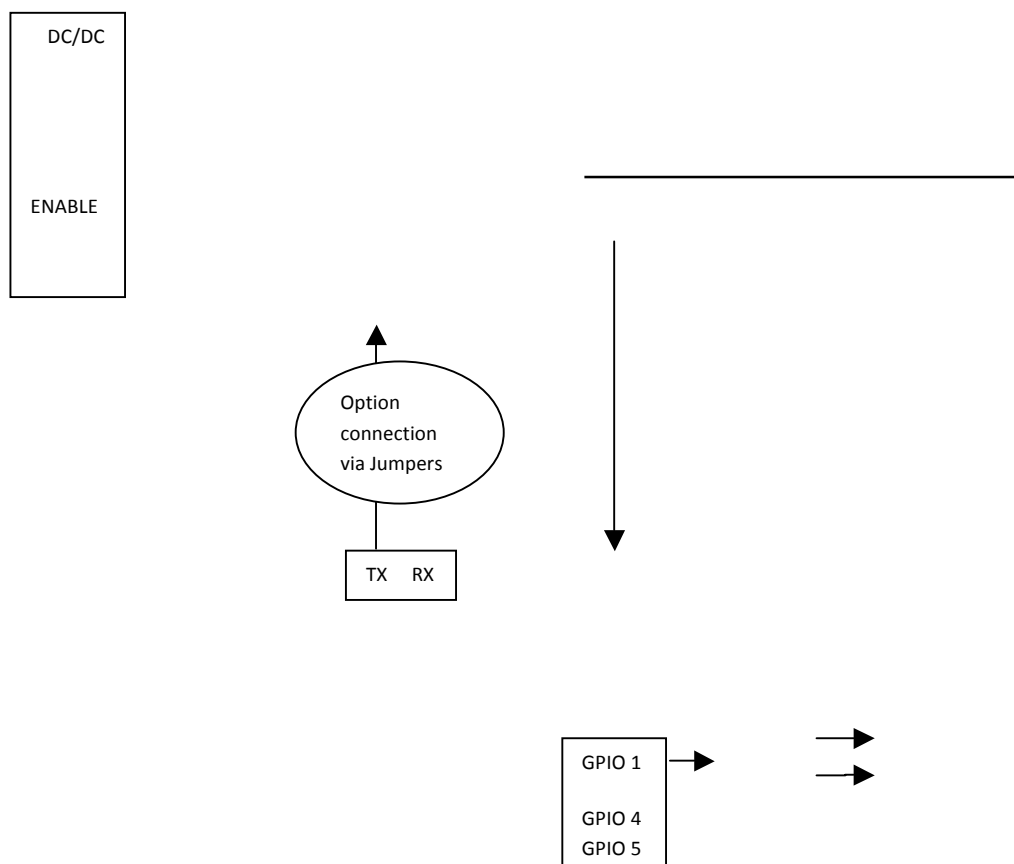 DC/DC
ENABLE
Option
connection
via Jumpers
TX RX
GPIO 1
GPIO 4
GPIO 5